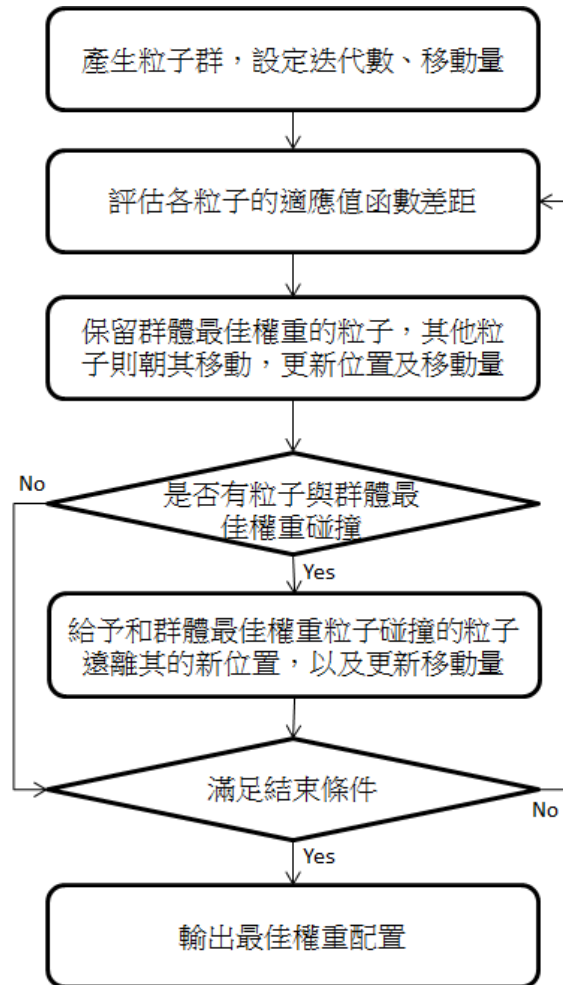 產生粒子群，設定迭代數、移動量
評估各粒子的適應值函數差距
保留群體最佳權重的粒子，其他粒
子則朝其移動，更新位置及移動量
No
是否有粒子與群體最
佳權重碰撞
Yes
給予和群體最佳權重粒子碰撞的粒子
遠離其的新位置，以及更新移動量
滿足結束條件
No
Yes
輸出最佳權重配置